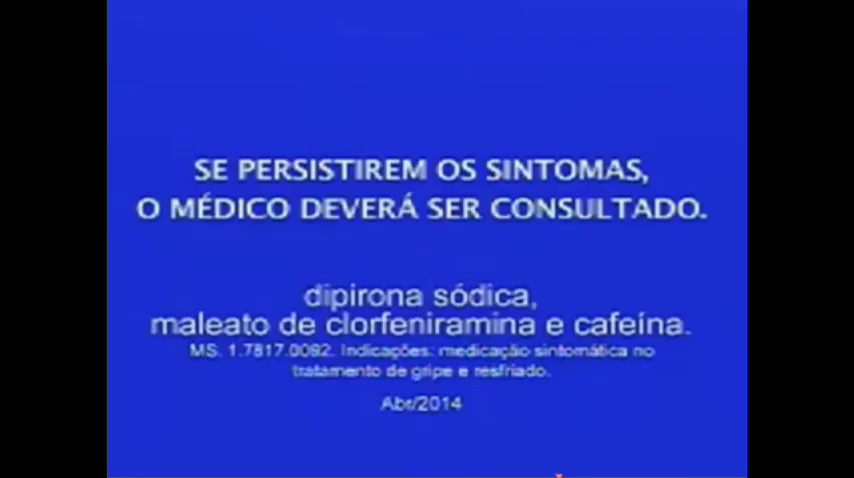 SE PERSISTIREM OS SINTOMAS,
O MÉDICO DEVERÁ SER CONSULTADO.
dipirona sódica,
maleato de clorfeniramina e cafeína.
MS. 1.7817.0092. Indicações: medicação sintomática no
tratamento de gripe e resfriado.
Abr/2014